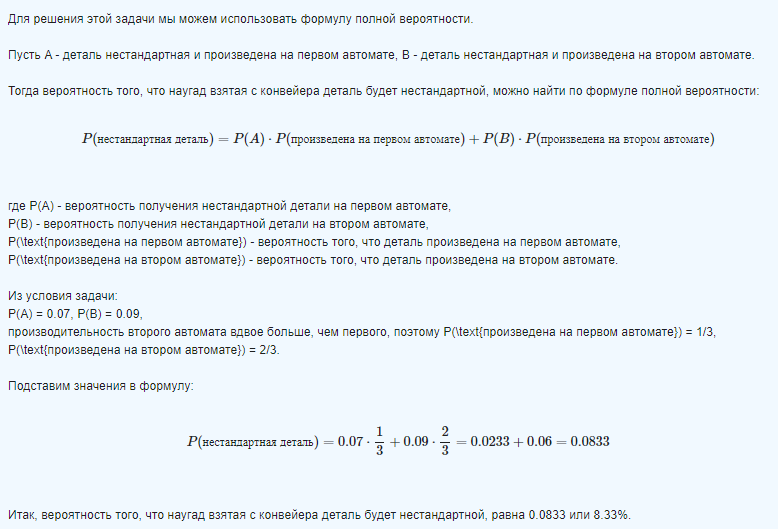 Для решения этой задачи мы можем использовать формулу полной вероятности.
Пусть А - деталь нестандартная и произведена на первом автомате, В - деталь нестандартная и произведена на втором автомате.
Тогда вероятность того, что наугад взятая с конвейера деталь будет нестандартной, можно найти по формуле полной вероятности:
P(нестандартная деталь) = P(A) · P(произведена на первом автомате) + P(B) · P(произведена на втором автомате)
где P(A) - вероятность получения нестандартной детали на первом автомате,
P(B) - вероятность получения нестандартной детали на втором автомате,
P(\text{произведена на первом автомате}) - вероятность того, что деталь произведена на первом автомате,
P(\text{произведена на втором автомате}) - вероятность того, что деталь произведена на втором автомате.
Из условия задачи:
P(A) = 0.07, P(B) = 0.09,
производительность второго автомата вдвое больше, чем первого, поэтому P(\text{произведена на первом автомате}) = 1/3,
P(\text{произведена на втором автомате}) = 2/3.
Подставим значения в формулу:
P(нестандартная деталь) = 0.07 · 1/3 + 0.09 · 2/3 = 0.0233 + 0.06 = 0.0833
Итак, вероятность того, что наугад взятая с конвейера деталь будет нестандартной, равна 0.0833 или 8.33%.